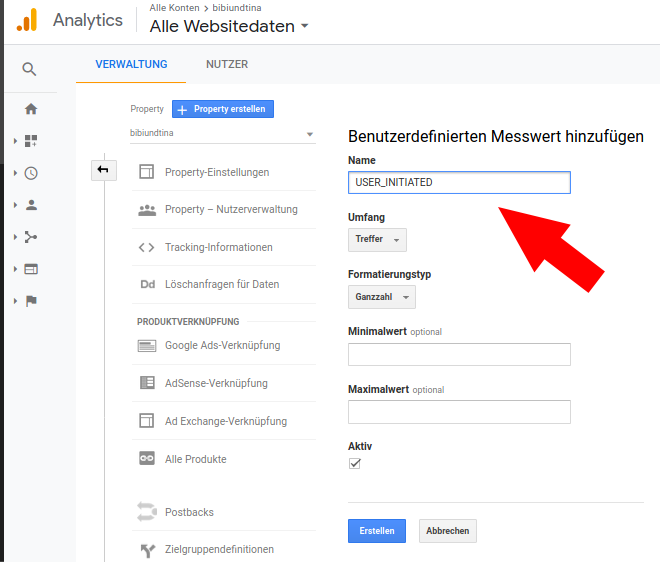 Analytics
Alle Konten > bibiundtina
Alle Websitedaten
VERWALTUNG
NUTZER
Property
Property erstellen
bibiundtina
Property-Einstellungen
Property – Nutzerverwaltung
Tracking-Informationen
Dd Löschanfragen für Daten
PRODUKTVERKNÜPFUNG
Google Ads-Verknüpfung
AdSense-Verknüpfung
Ad Exchange-Verknüpfung
Alle Produkte
Postbacks
Zielgruppendefinitionen
Benutzerdefinierten Messwert hinzufügen
Name
USER_INITIATED
Umfang
Treffer
Formatierungstyp
Ganzzahl
Minimalwert optional
Maximalwert optional
Aktiv
Erstellen
Abbrechen